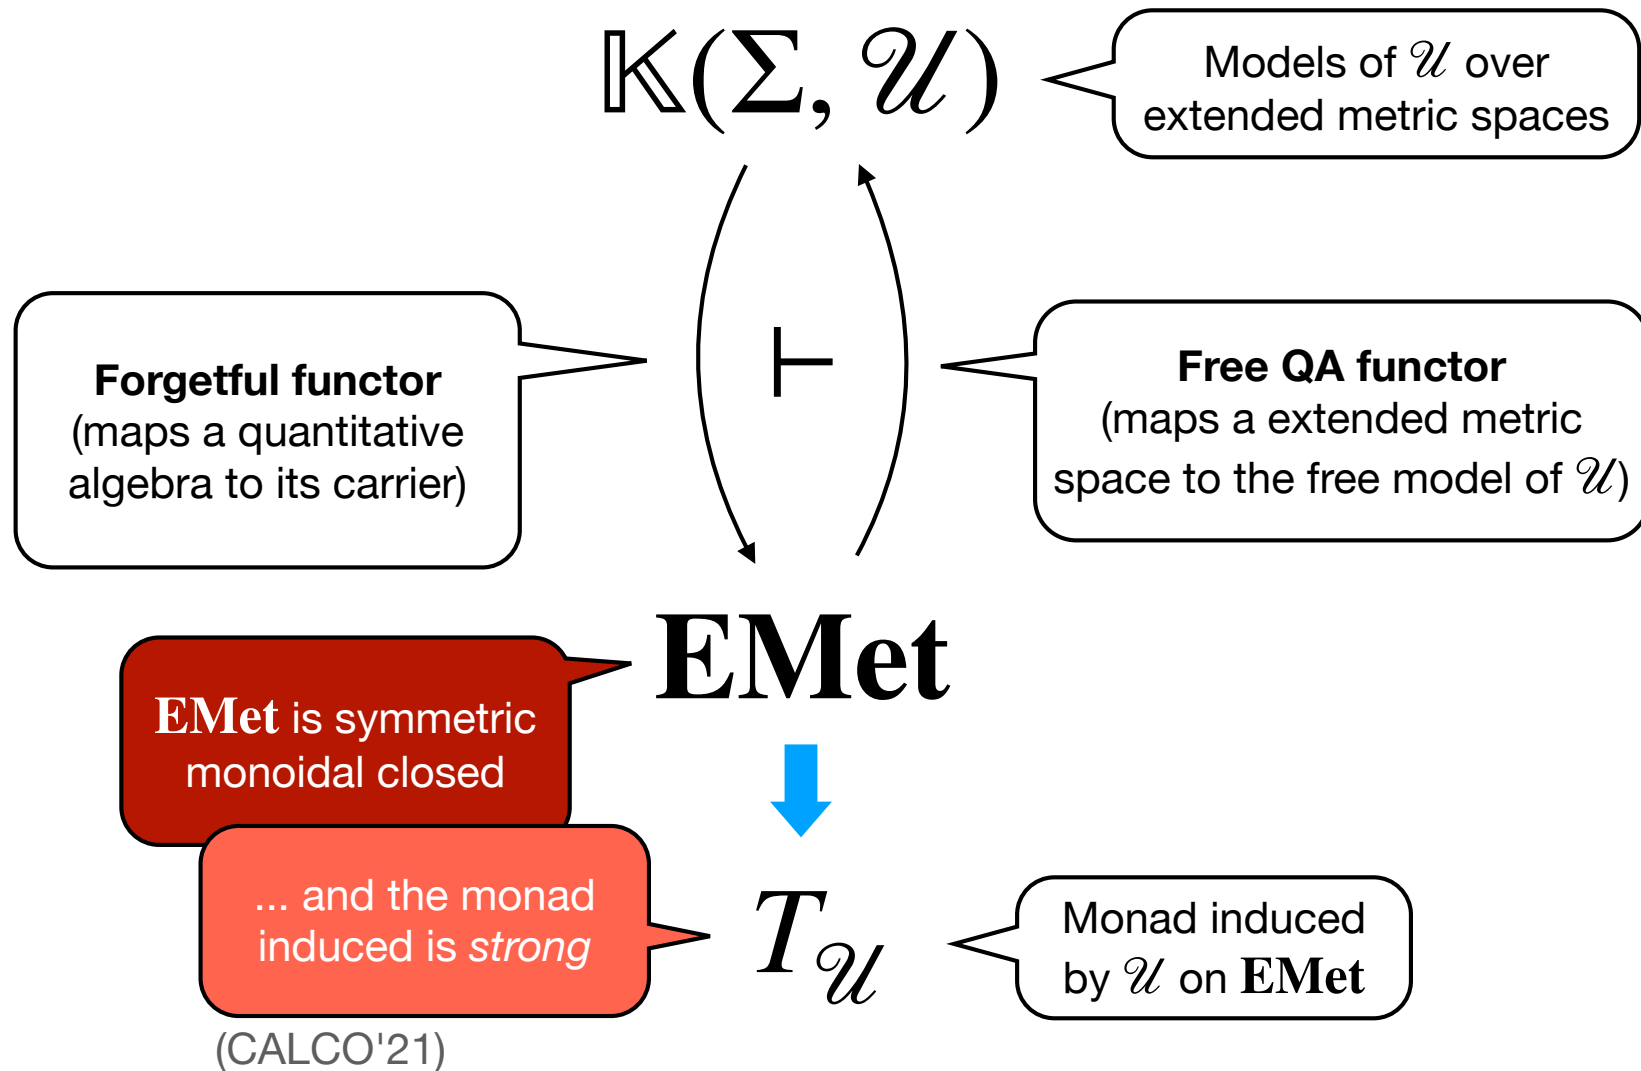 𝕂(Σ, 𝒰)
Models of 𝒰 over
extended metric spaces
Forgetful functor
(maps a quantitative
algebra to its carrier)
⊢
Free QA functor
(maps a extended metric
space to the free model of 𝒰)
EMet
EMet is symmetric
monoidal closed
... and the monad
induced is strong
T𝒰
Monad induced
by 𝒰 on EMet
(CALCO'21)